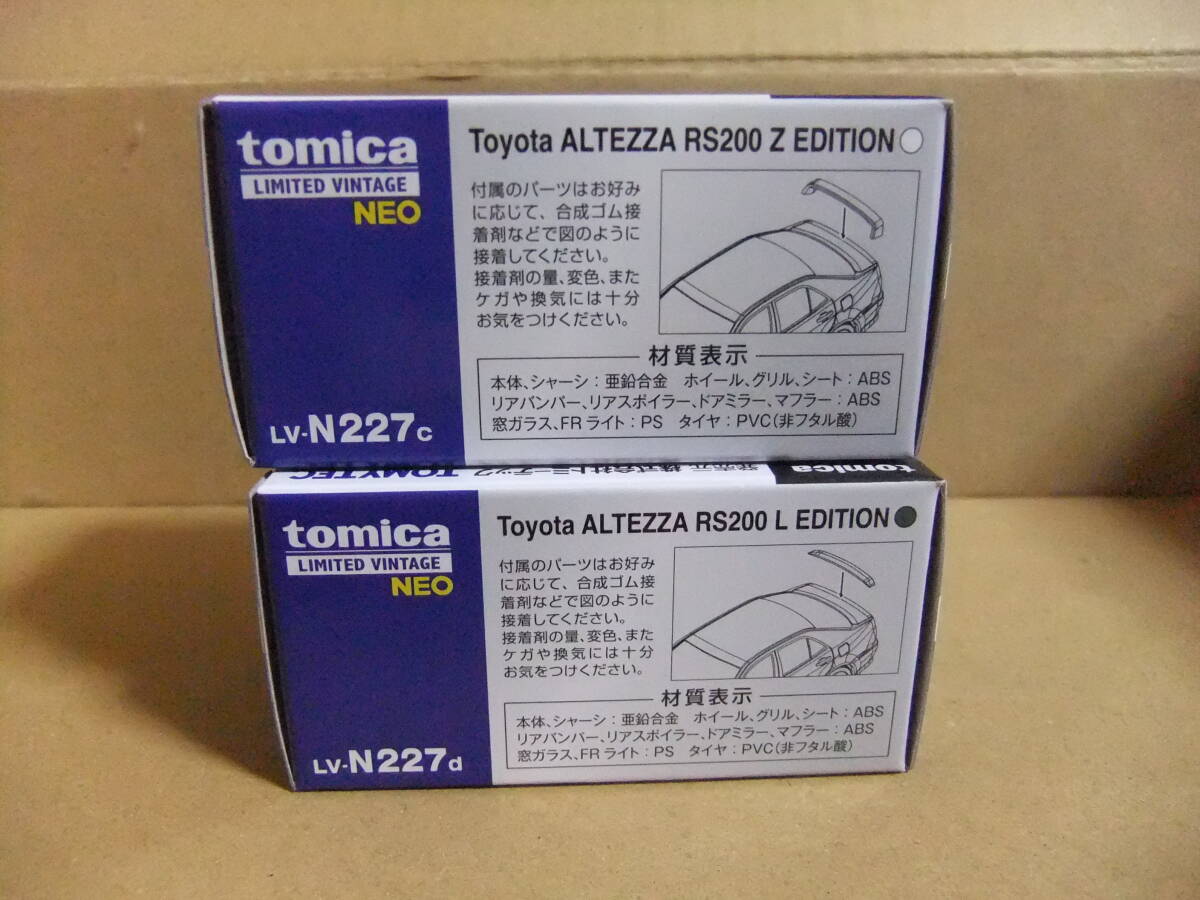 tomica
LIMITED VINTAGE
NEO
Toyota ALTEZZA RS200 Z EDITION
付属のパーツはお好み
に応じて、合成ゴム接
着剤などで図のように
接着してください。
接着剤の量、変色、また
ケガや換気には十分
お気をつけください。
材質表示
本体、シャーシ：亜鉛合金 ホイール、グリル、シート：ABS
リアバンパー、リアスポイラー、ドアミラー、マフラー：ABS
窓ガラス、FRライト：PS タイヤ：PVC（非フタル酸）
LV-N227c
発売元 株式会社トミーテック TOMYTEC
tomica
tomica
LIMITED VINTAGE
NEO
Toyota ALTEZZA RS200 L EDITION
付属のパーツはお好み
に応じて、合成ゴム接
着剤などで図のように
接着してください。
接着剤の量、変色、また
ケガや換気には十分
お気をつけください。
材質表示
本体、シャーシ：亜鉛合金 ホイール、グリル、シート：ABS
リアバンパー、リアスポイラー、ドアミラー、マフラー：ABS
窓ガラス、FRライト：PS タイヤ：PVC（非フタル酸）
LV-N227d